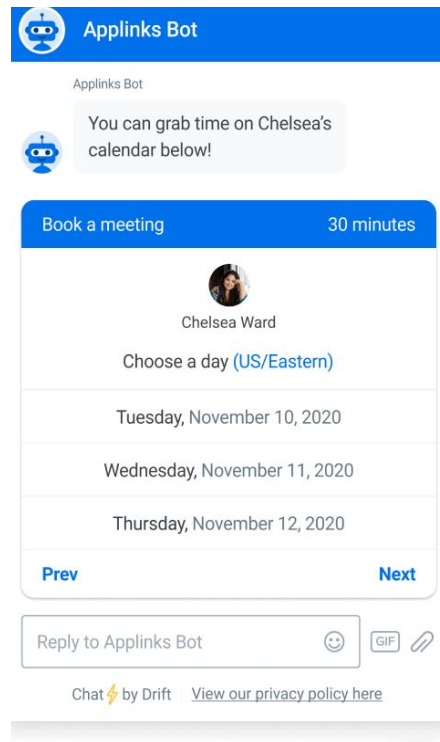 Applinks Bot
Applinks Bot
You can grab time on Chelsea's
calendar below!
Book a meeting 30 minutes
Chelsea Ward
Choose a day (US/Eastern)
Tuesday, November 10, 2020
Wednesday, November 11, 2020
Thursday, November 12, 2020
Prev Next
Reply to Applinks Bot GIF
Chat⚡by Drift View our privacy policy here